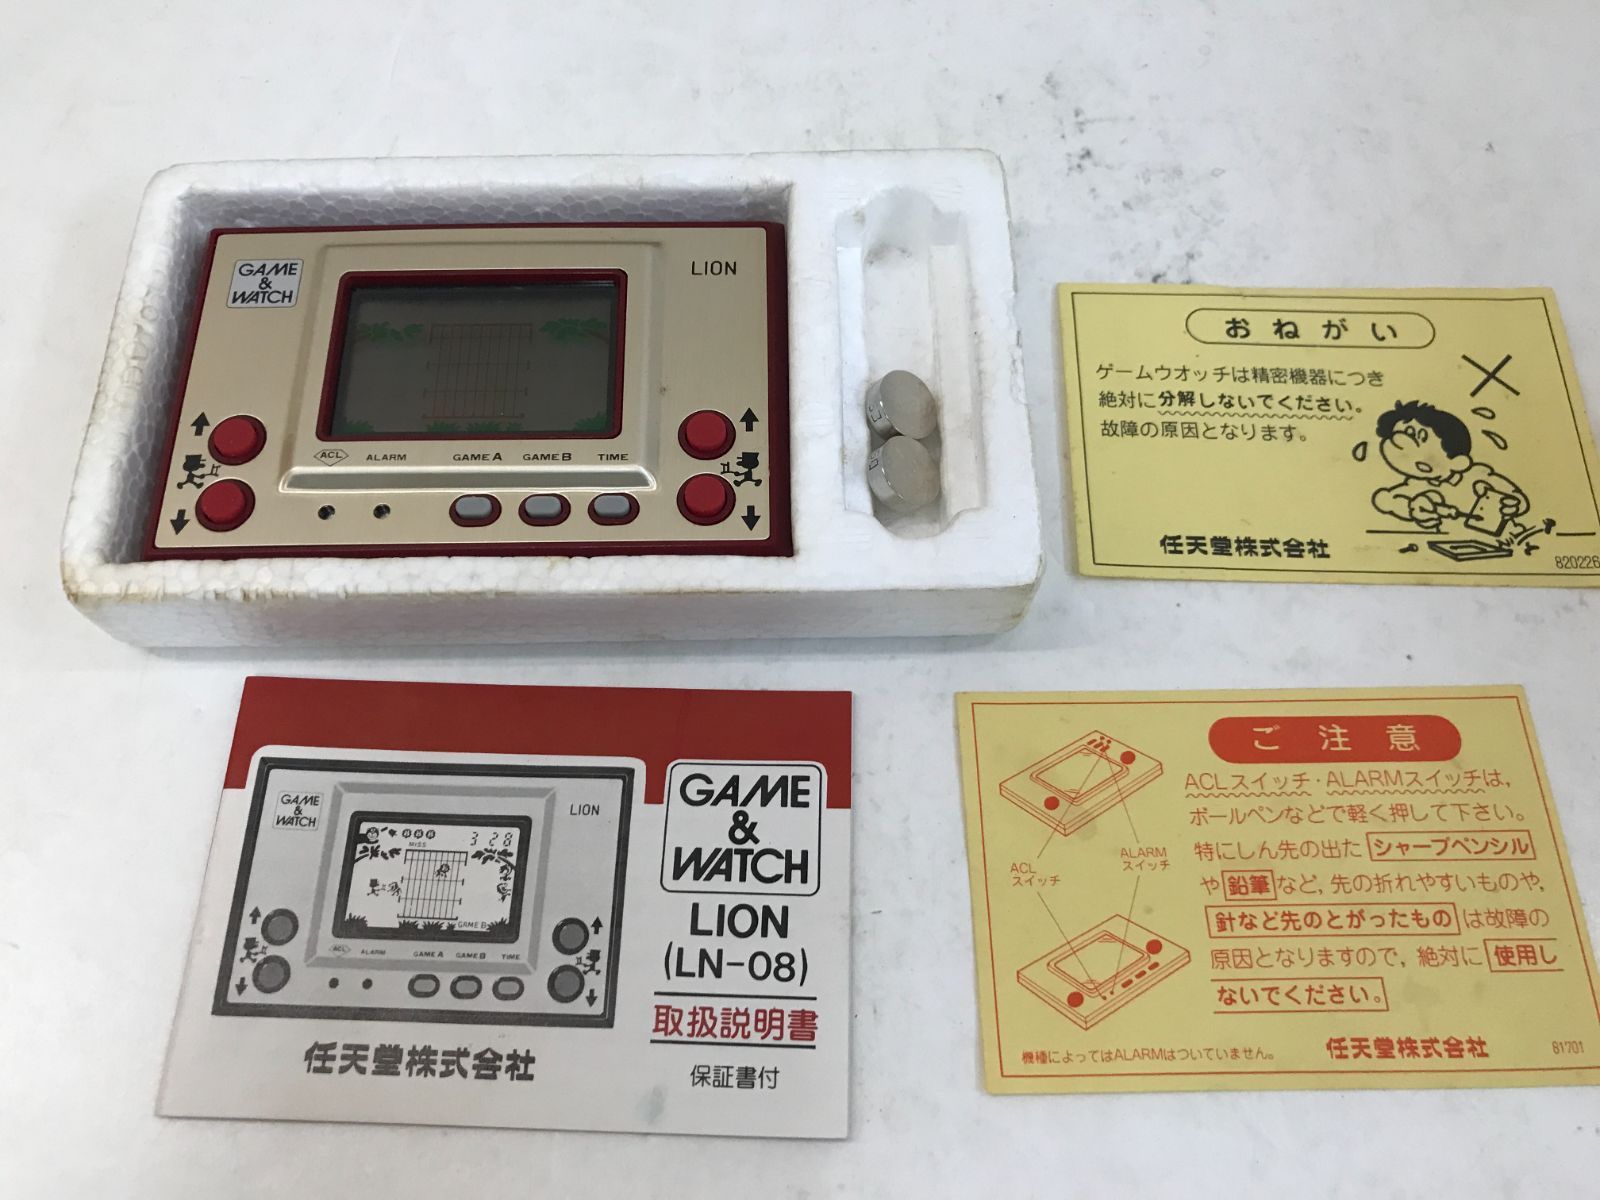 GAME
&
WATCH
LION
ACL
ALARM
GAME A
GAME B
TIME
おねがい
ゲームウオッチは精密機器につき
絶対に分解しないでください。
故障の原因となります。
任天堂株式会社
820226
GAME
&
WATCH
LION
MISS
3 28
GAME B
ACL
ALARM
GAME A
GAME B
TIME
GAME
&
WATCH
LION
(LN-08)
取扱説明書
保証書付
任天堂株式会社
ご注意
ACLスイッチ・ALARMスイッチは,
ボールペンなどで軽く押して下さい。
特にしん先の出たシャープペンシル
や鉛筆など,先の折れやすいものや,
針など先のとがったものは故障の
原因となりますので,絶対に使用し
ないでください。
ACL
スイッチ
ALARM
スイッチ
機種によってはALARMはついていません。
任天堂株式会社
81701